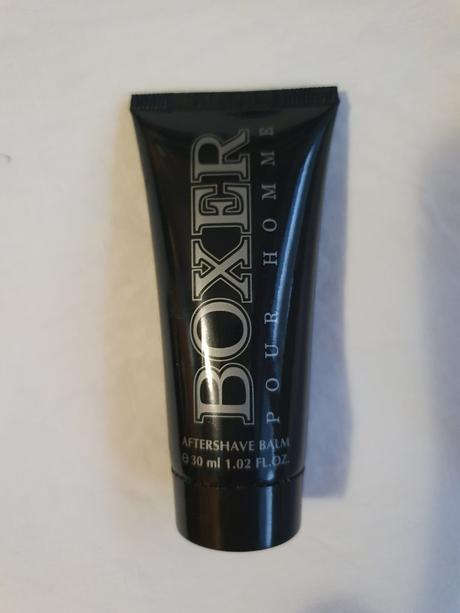 BOXER
POUR HOMME
AFTERSHAVE BALM
℮30 ml 1.02 FL.OZ.